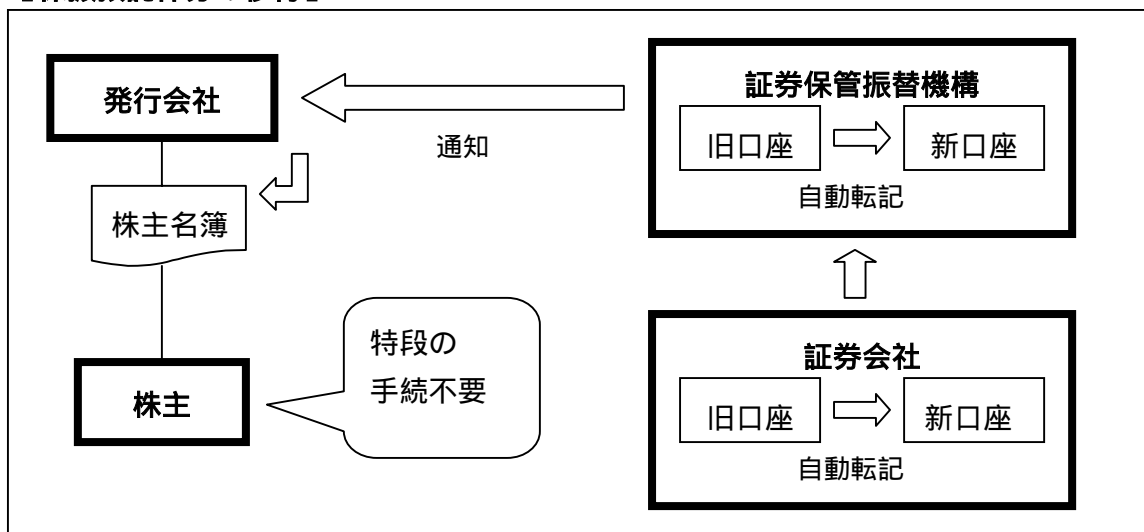 発行会社
通知
株主名簿
株主
特段の
手続不要
証券保管振替機構
旧口座
新口座
自動転記
証券会社
旧口座
新口座
自動転記